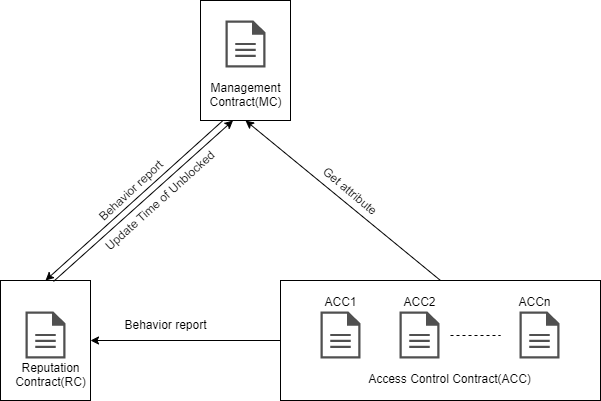 Management
Contract(MC)
Behavior report
Update Time of Unblocked
Get attribute
Reputation
Contract(RC)
Behavior report
ACC1
ACC2
ACCn
Access Control Contract(ACC)